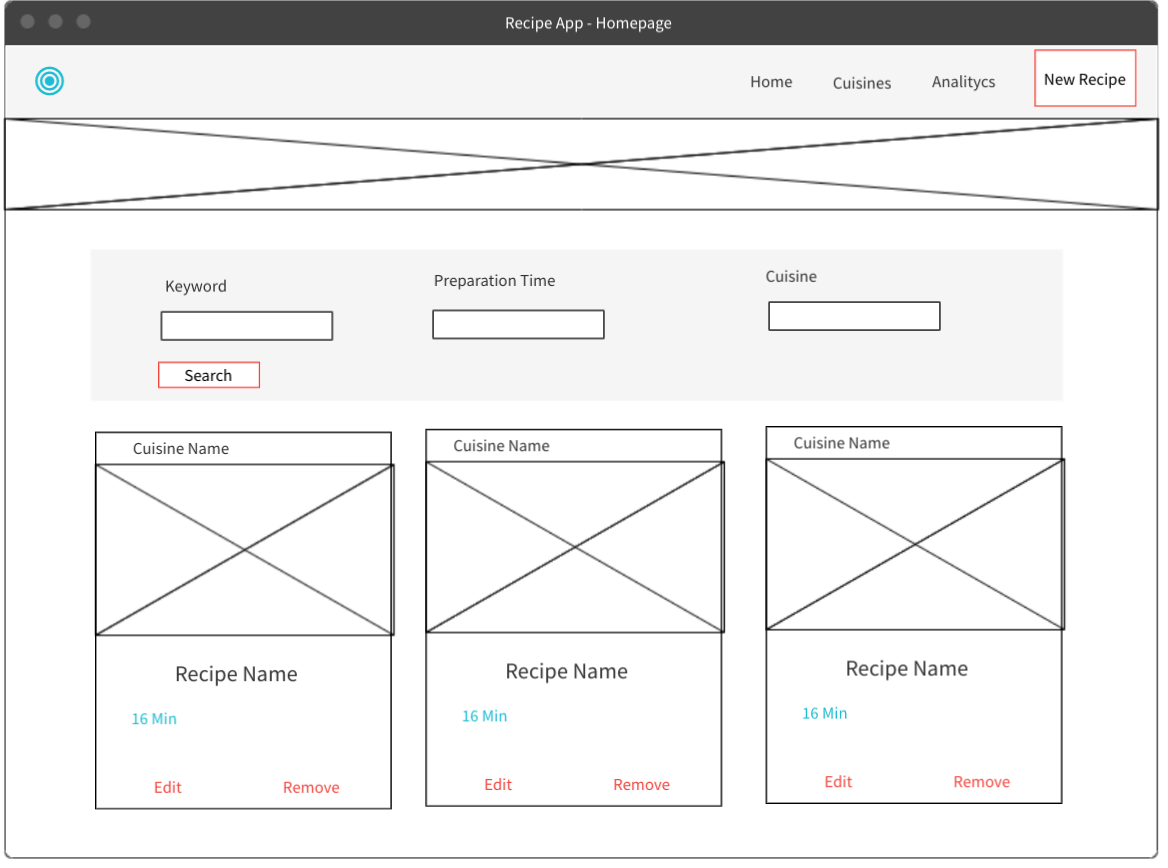 Recipe App - Homepage
Home Cuisines Analitycs New Recipe
Keyword Preparation Time Cuisine
Search
Cuisine Name Cuisine Name Cuisine Name
Recipe Name Recipe Name Recipe Name
16 Min 16 Min 16 Min
Edit Remove Edit Remove Edit Remove